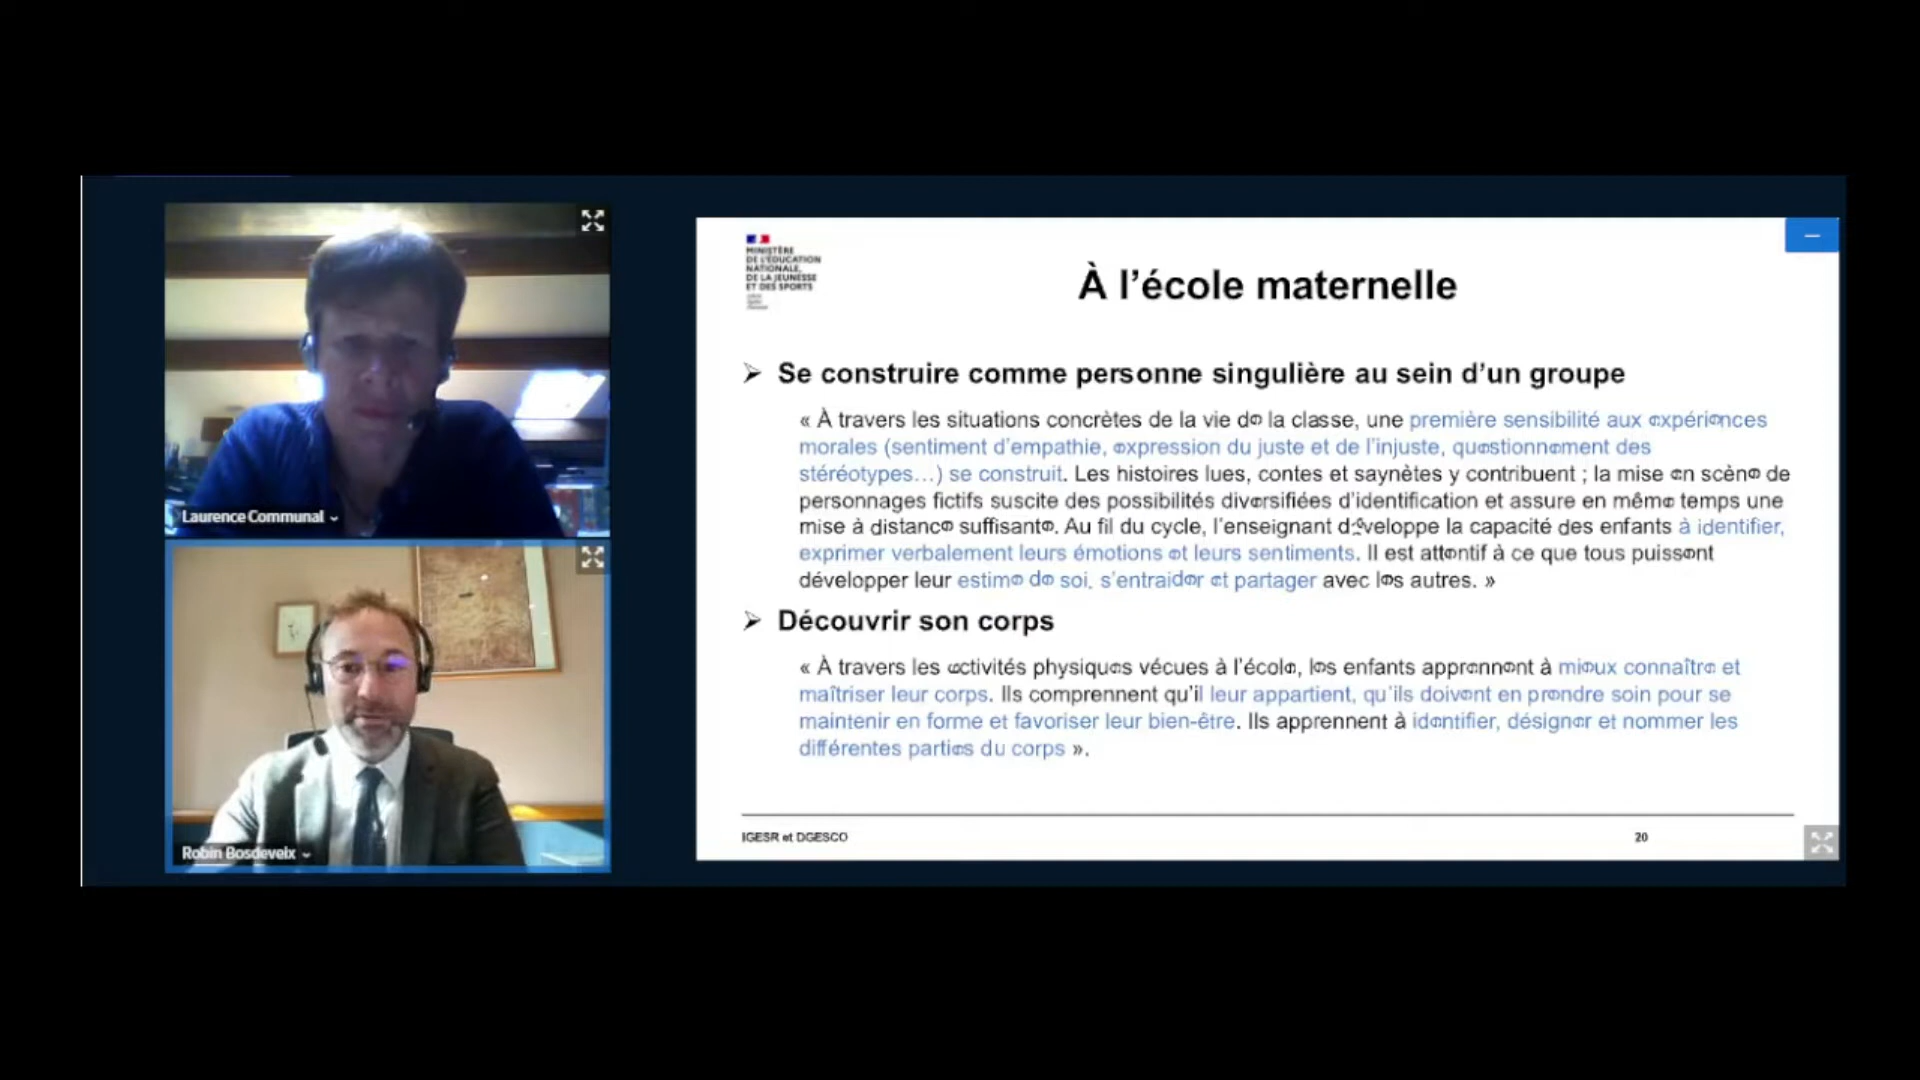 MINISTÈRE
DE L'ÉDUCATION
NATIONALE,
DE LA JEUNESSE
ET DES SPORTS
À l'école maternelle
Se construire comme personne singulière au sein d'un groupe
« À travers les situations concrètes de la vie de la classe, une première sensibilité aux expériences
morales (sentiment d'empathie, expression du juste et de l'injuste, questionnement des
stéréotypes…) se construit. Les histoires lues, contes et saynètes y contribuent ; la mise en scène de
personnages fictifs suscite des possibilités diversifiées d'identification et assure en même temps une
mise à distance suffisante. Au fil du cycle, l'enseignant développe la capacité des enfants à identifier,
exprimer verbalement leurs émotions et leurs sentiments. Il est attentif à ce que tous puissent
développer leur estime de soi, s'entraider et partager avec les autres. »
Découvrir son corps
« À travers les activités physiques vécues à l'école, les enfants apprennent à mieux connaître et
maîtriser leur corps. Ils comprennent qu'il leur appartient, qu'ils doivent en prendre soin pour se
maintenir en forme et favoriser leur bien-être. Ils apprennent à identifier, désigner et nommer les
différentes parties du corps ».
IGESR et DGESCO
20
Laurence Communal
Robin Bosdeveix